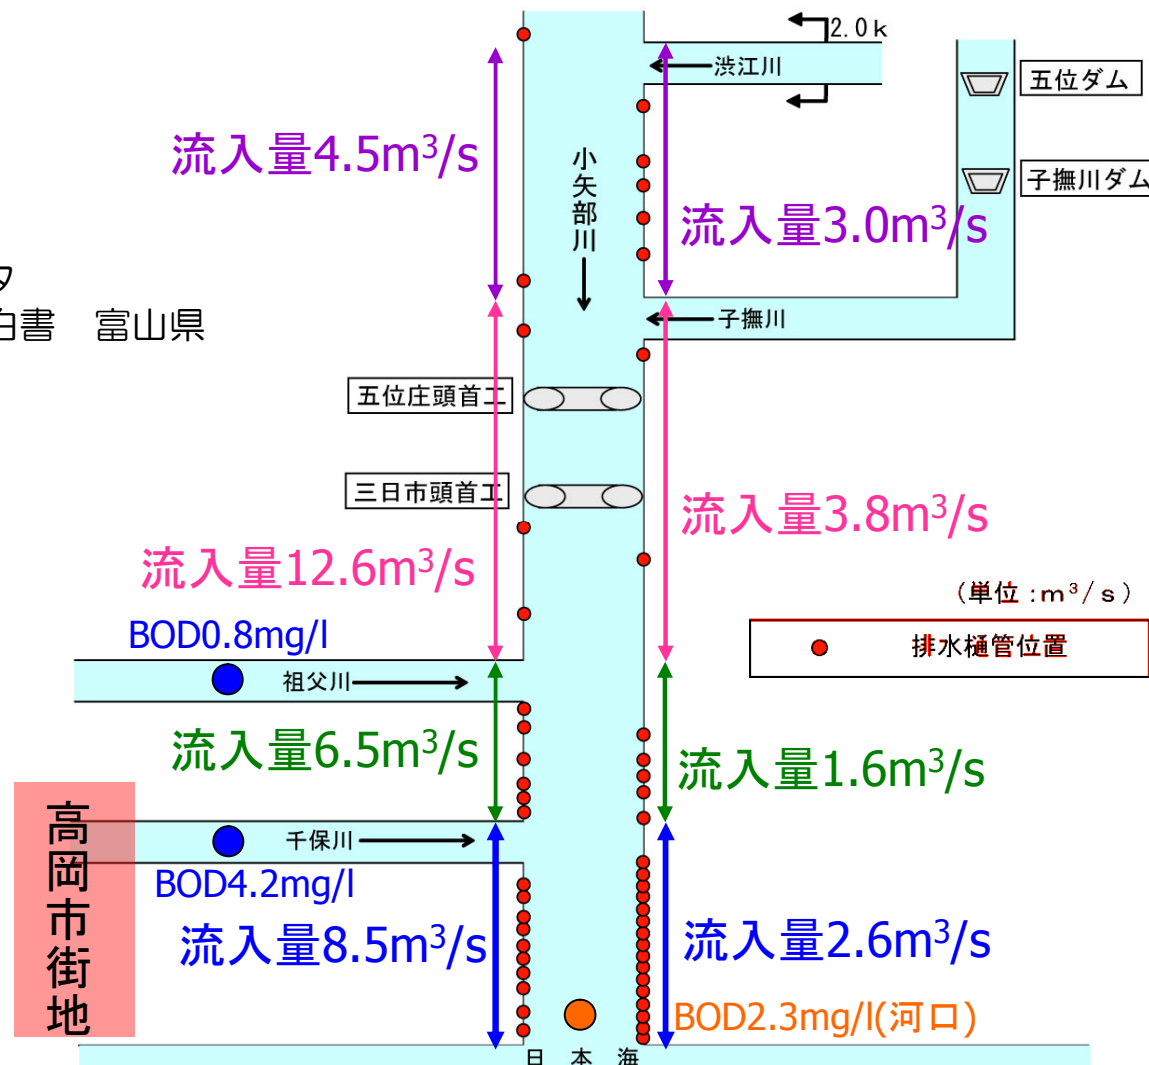 2.0k
渋江川
五位ダム
流入量4.5m³/s
小矢部川
子撫川ダム
流入量3.0m³/s
タ
白書 富山県
子撫川
五位庄頭首工
三日市頭首工
流入量3.8m³/s
流入量12.6m³/s
(単位:m³/s)
BOD0.8mg/l
排水樋管位置
祖父川
流入量6.5m³/s
流入量1.6m³/s
高岡市街地
千保川
BOD4.2mg/l
流入量8.5m³/s
流入量2.6m³/s
BOD2.3mg/l(河口)
日本海